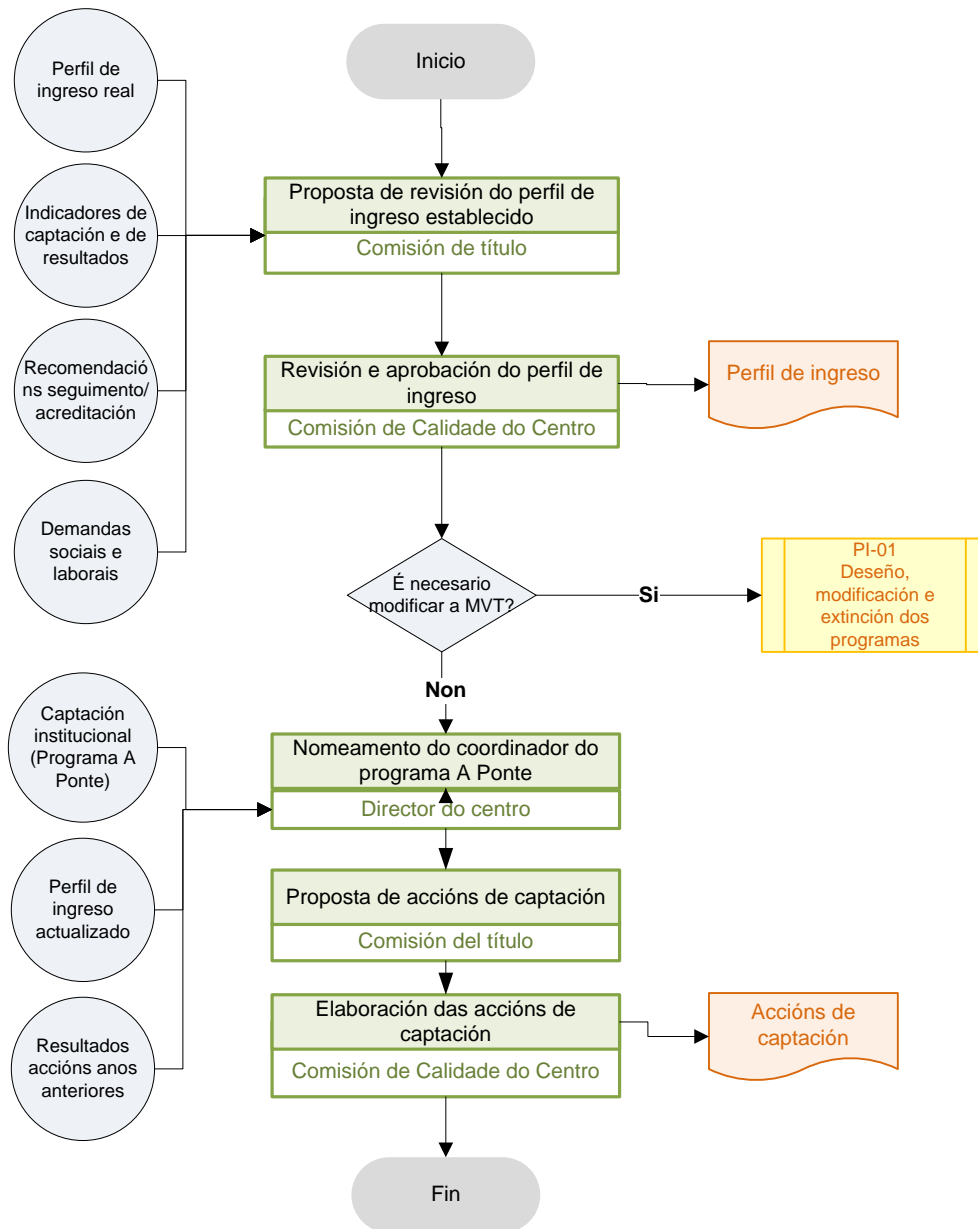 Inicio
Perfil de
ingreso real
Indicadores de
captación e de
resultados
Recomendació
ns seguimento/
acreditación
Demandas
sociais e
laborais
Proposta de revisión do perfil de
ingreso establecido
Comisión de título
Revisión e aprobación do perfil de
ingreso
Comisión de Calidade do Centro
Perfil de ingreso
É necesario
modificar a MVT?
Si
PI-01
Deseño,
modificación e
extinción dos
programas
Non
Captación
institucional
(Programa A
Ponte)
Perfil de
ingreso
actualizado
Resultados
accións anos
anteriores
Nomeamento do coordinador do
programa A Ponte
Director do centro
Proposta de accións de captación
Comisión del título
Elaboración das accións de
captación
Comisión de Calidade do Centro
Accións de
captación
Fin